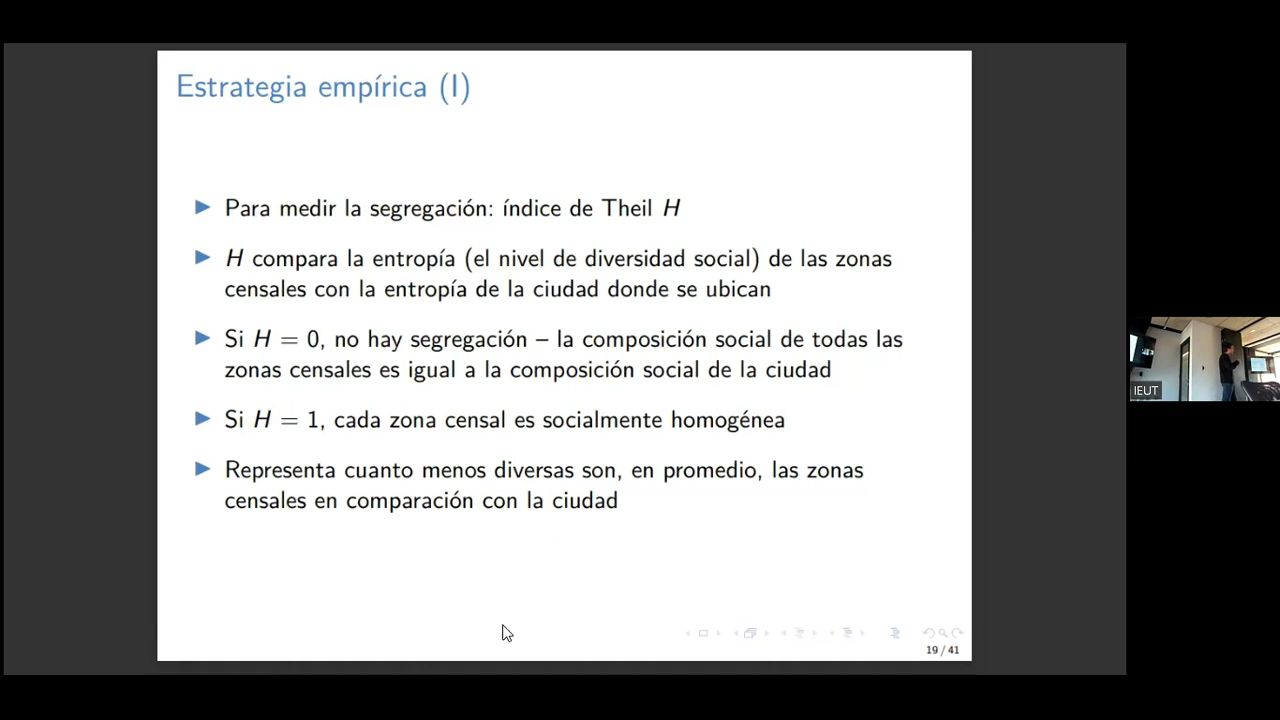 Estrategia empírica (I)
Para medir la segregación: índice de Theil H
H compara la entropía (el nivel de diversidad social) de las zonas
censales con la entropía de la ciudad donde se ubican
Si H = 0, no hay segregación – la composición social de todas las
zonas censales es igual a la composición social de la ciudad
Si H = 1, cada zona censal es socialmente homogénea
Representa cuanto menos diversas son, en promedio, las zonas
censales en comparación con la ciudad
19 / 41
IEUT